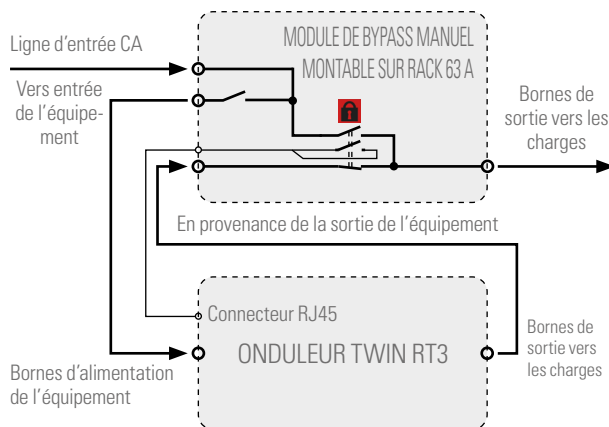 Ligne d'entrée CA
MODULE DE BYPASS MANUEL
MONTABLE SUR RACK 63 A
Vers entrée
de l'équipe-
ment
Bornes de
sortie vers les
charges
En provenance de la sortie de l'équipement
Connecteur RJ45
ONDULEUR TWIN RT3
Bornes de
sortie vers
les charges
Bornes d'alimentation
de l'équipement